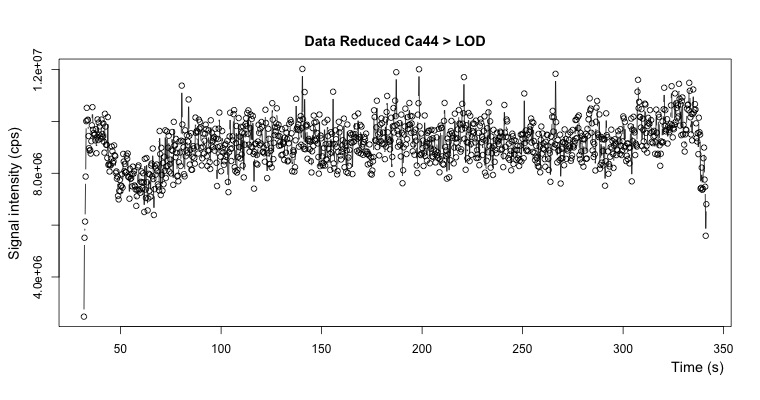 Data Reduced Ca44 > LOD
Signal intensity (cps)
1.2e+07
8.0e+06
4.0e+06
50 100 150 200 250 300 350
Time (s)